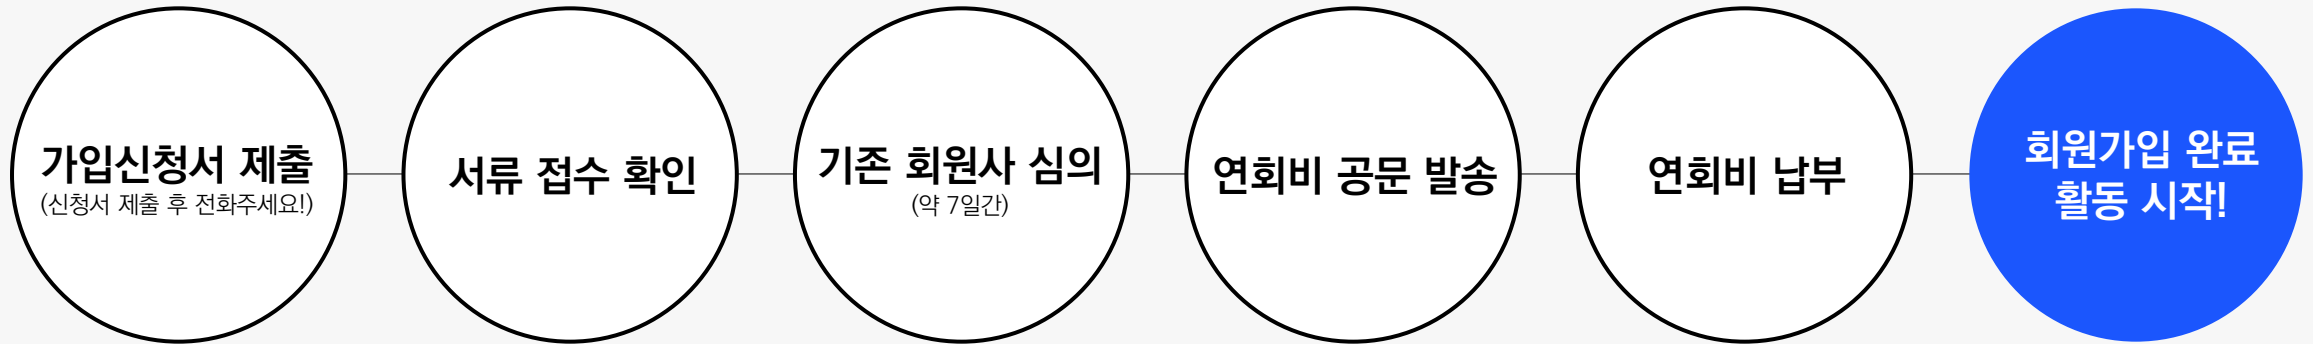 가입신청서 제출
(신청서 제출 후 전화주세요!)
서류 접수 확인
기존 회원사 심의
(약 7일간)
연회비 공문 발송
연회비 납부
회원가입 완료
활동 시작!